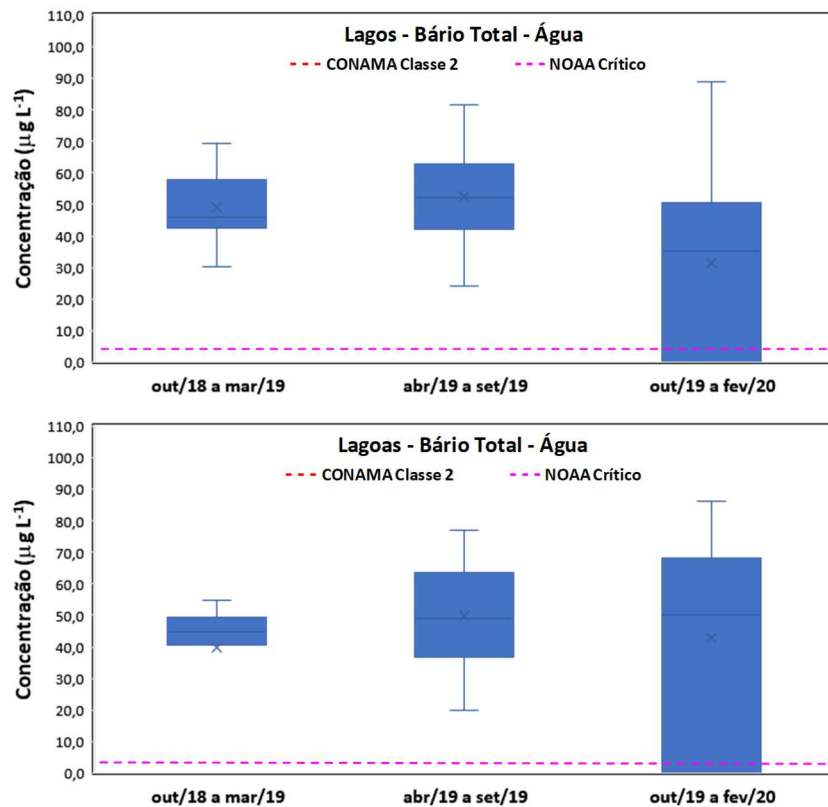 Lagos - Bário Total - Água
CONAMA Classe 2
NOAA Crítico
Concentração (µg L-1)
110,0
100,0
90,0
80,0
70,0
60,0
50,0
40,0
30,0
20,0
10,0
0,0
out/18 a mar/19
abr/19 a set/19
out/19 a fev/20
Lagoas - Bário Total - Água
CONAMA Classe 2
NOAA Crítico
Concentração (µg L-1)
110,0
100,0
90,0
80,0
70,0
60,0
50,0
40,0
30,0
20,0
10,0
0,0
out/18 a mar/19
abr/19 a set/19
out/19 a fev/20